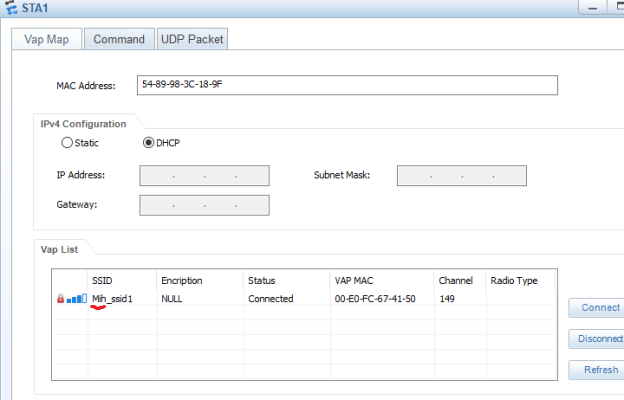 STA1
Vap Map Command UDP Packet
MAC Address: 54-89-98-3C-18-9F
IPv4 Configuration
Static DHCP
IP Address: . . . Subnet Mask: . . .
Gateway: . . .
Vap List
SSID Encription Status VAP MAC Channel Radio Type
Mih_ssid1 NULL Connected 00-E0-FC-67-41-50 149
Connect
Disconnect
Refresh